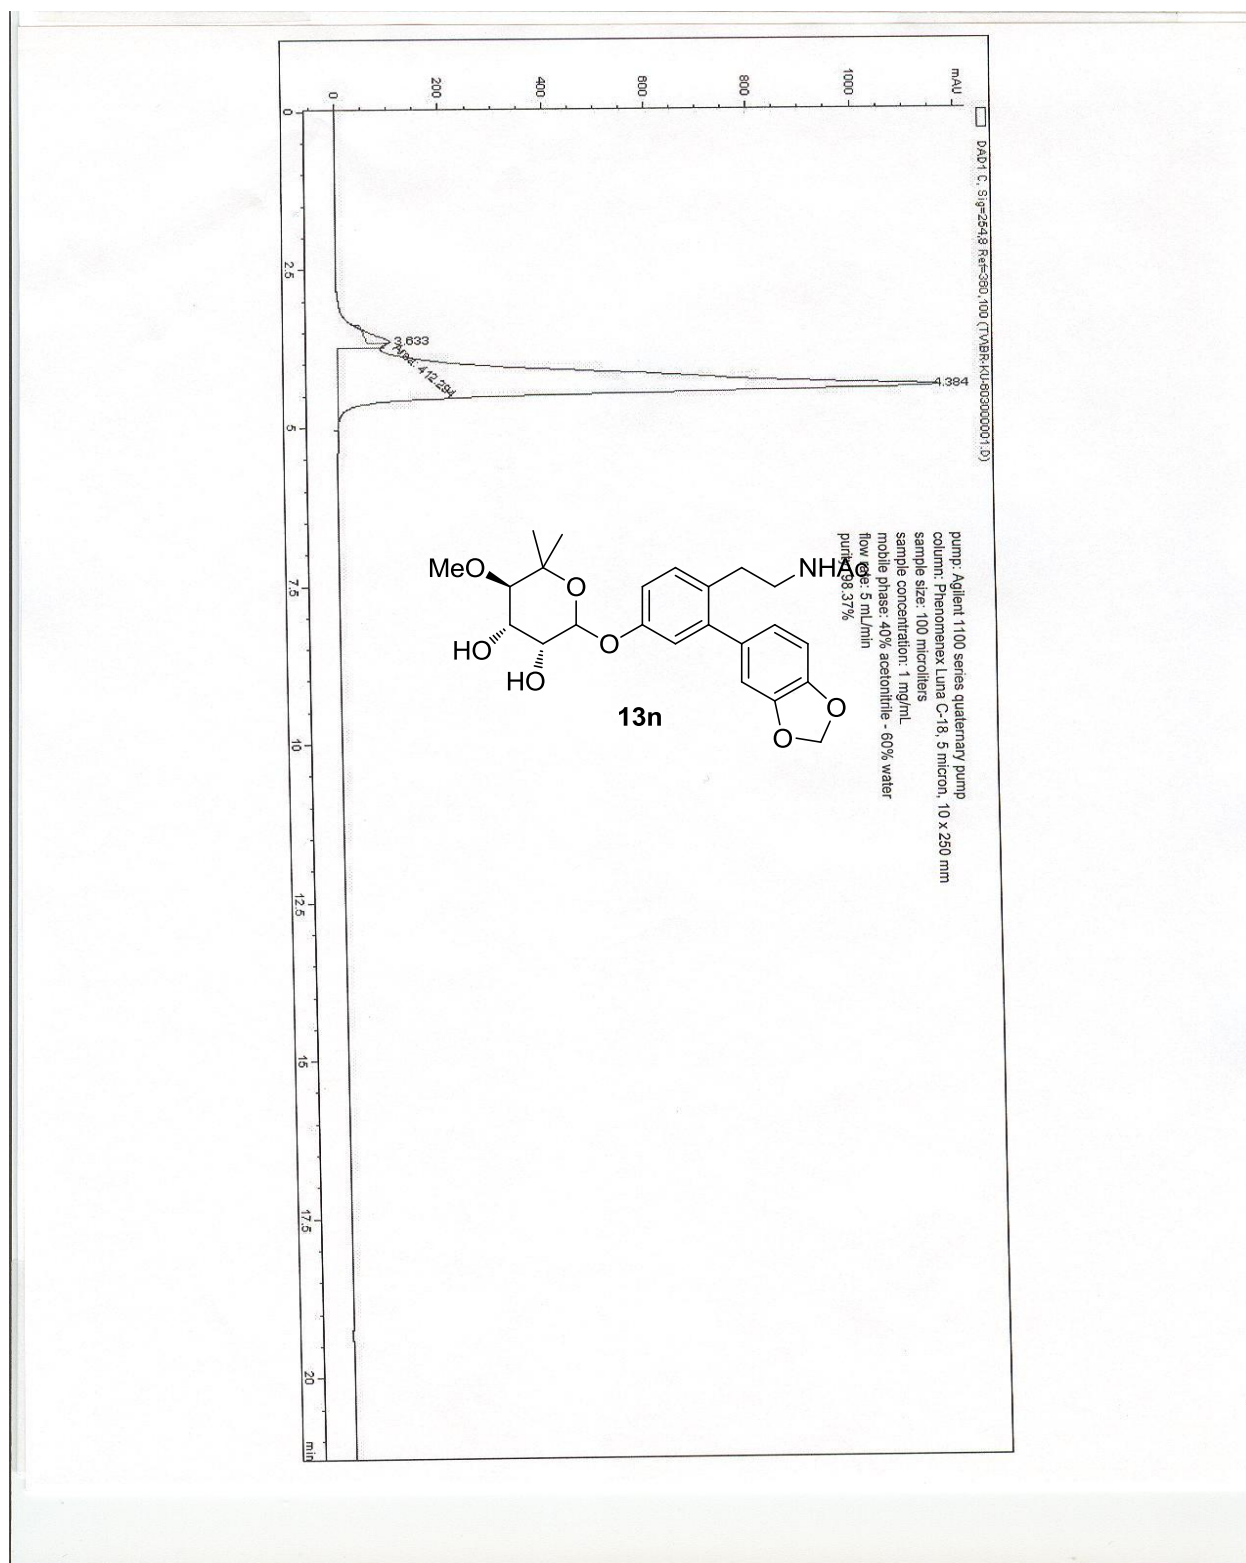 DAD1 C, Sig=254,8 Ref=360,100 (TV\BR-KU-803000001.D)
mAU
1000
800
600
400
200
0
0
2.5
5
7.5
10
12.5
15
17.5
20
min
3.633
Area: 412.294
4.384
pump: Agilent 1100 series quaternary pump
column: Phenomenex Luna C-18, 5 micron, 10 x 250 mm
sample size: 100 microliters
sample concentration: 1 mg/mL
mobile phase: 40% acetonitrile - 60% water
flow rate: 5 mL/min
purity: 98.37%
MeO
O
NHAc
HO
O
HO
O
O
13n